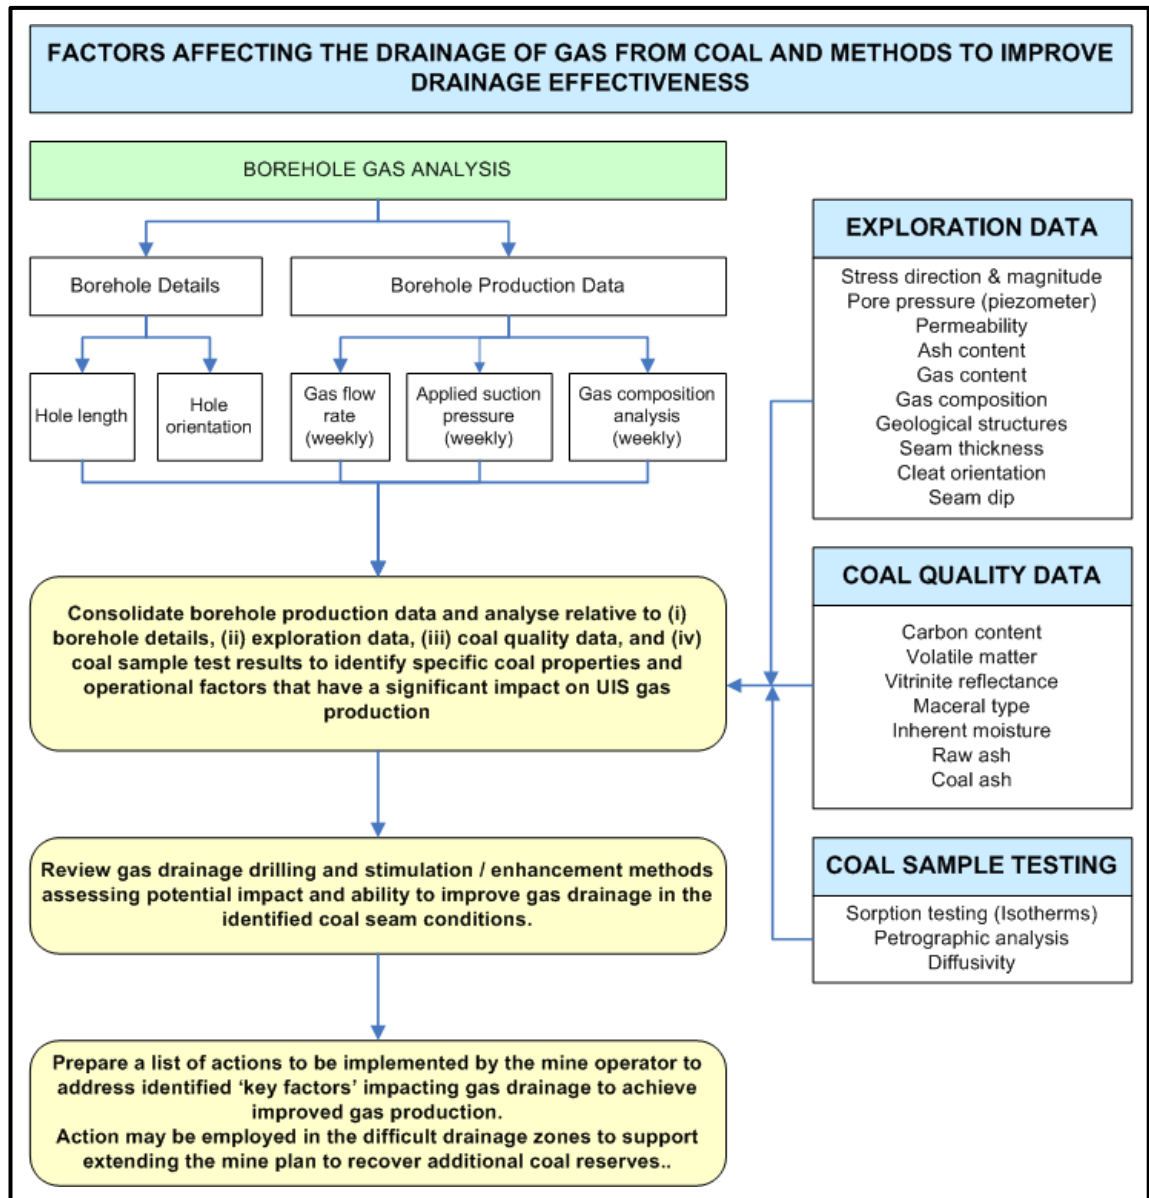 FACTORS AFFECTING THE DRAINAGE OF GAS FROM COAL AND METHODS TO IMPROVE
DRAINAGE EFFECTIVENESS
BOREHOLE GAS ANALYSIS
Borehole Details
Borehole Production Data
Hole length
Hole
orientation
Gas flow
rate
(weekly)
Applied suction
pressure
(weekly)
Gas composition
analysis
(weekly)
Consolidate borehole production data and analyse relative to (i)
borehole details, (ii) exploration data, (iii) coal quality data, and (iv)
coal sample test results to identify specific coal properties and
operational factors that have a significant impact on UIS gas
production
Review gas drainage drilling and stimulation / enhancement methods
assessing potential impact and ability to improve gas drainage in the
identified coal seam conditions.
Prepare a list of actions to be implemented by the mine operator to
address identified ‘key factors’ impacting gas drainage to achieve
improved gas production.
Action may be employed in the difficult drainage zones to support
extending the mine plan to recover additional coal reserves..
EXPLORATION DATA
Stress direction & magnitude
Pore pressure (piezometer)
Permeability
Ash content
Gas content
Gas composition
Geological structures
Seam thickness
Cleat orientation
Seam dip
COAL QUALITY DATA
Carbon content
Volatile matter
Vitrinite reflectance
Maceral type
Inherent moisture
Raw ash
Coal ash
COAL SAMPLE TESTING
Sorption testing (Isotherms)
Petrographic analysis
Diffusivity